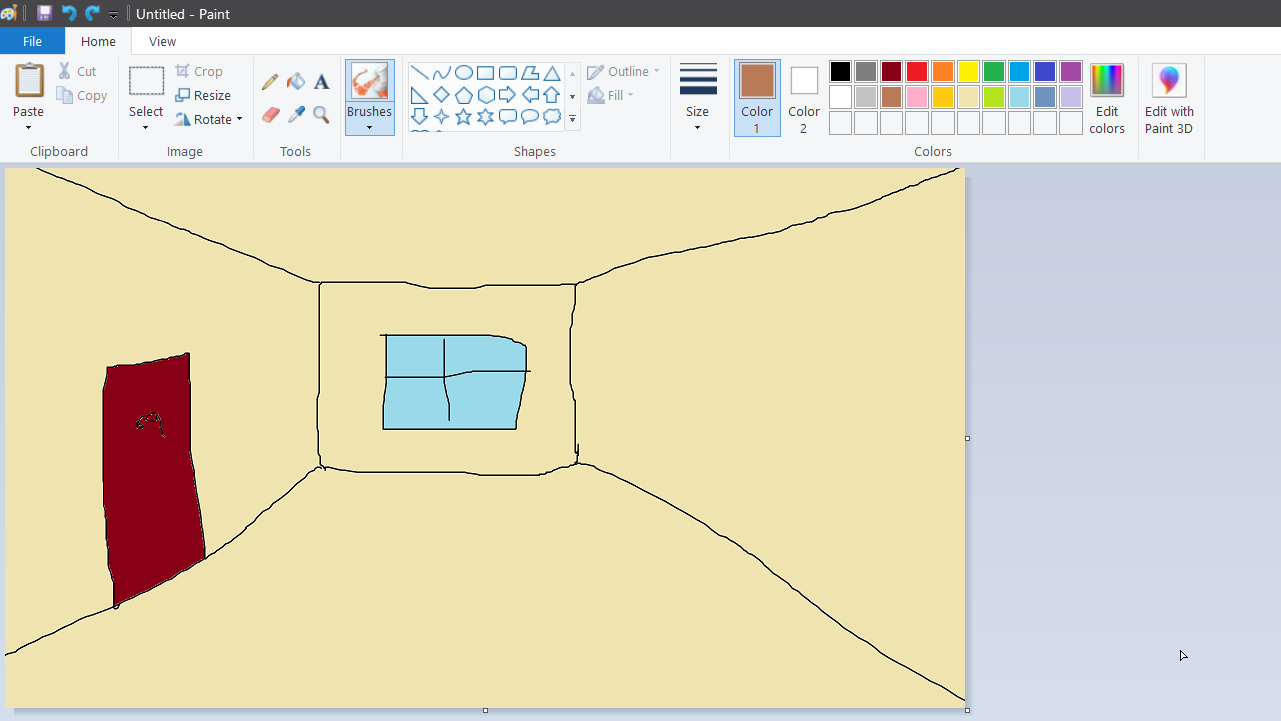 Untitled - Paint
File Home View
Paste
Cut
Copy
Clipboard
Select
Crop
Resize
Rotate
Image
A
Tools
Brushes
Outline
Fill
Shapes
Size
Color
1
Color
2
Edit
colors
Colors
Edit with
Paint 3D